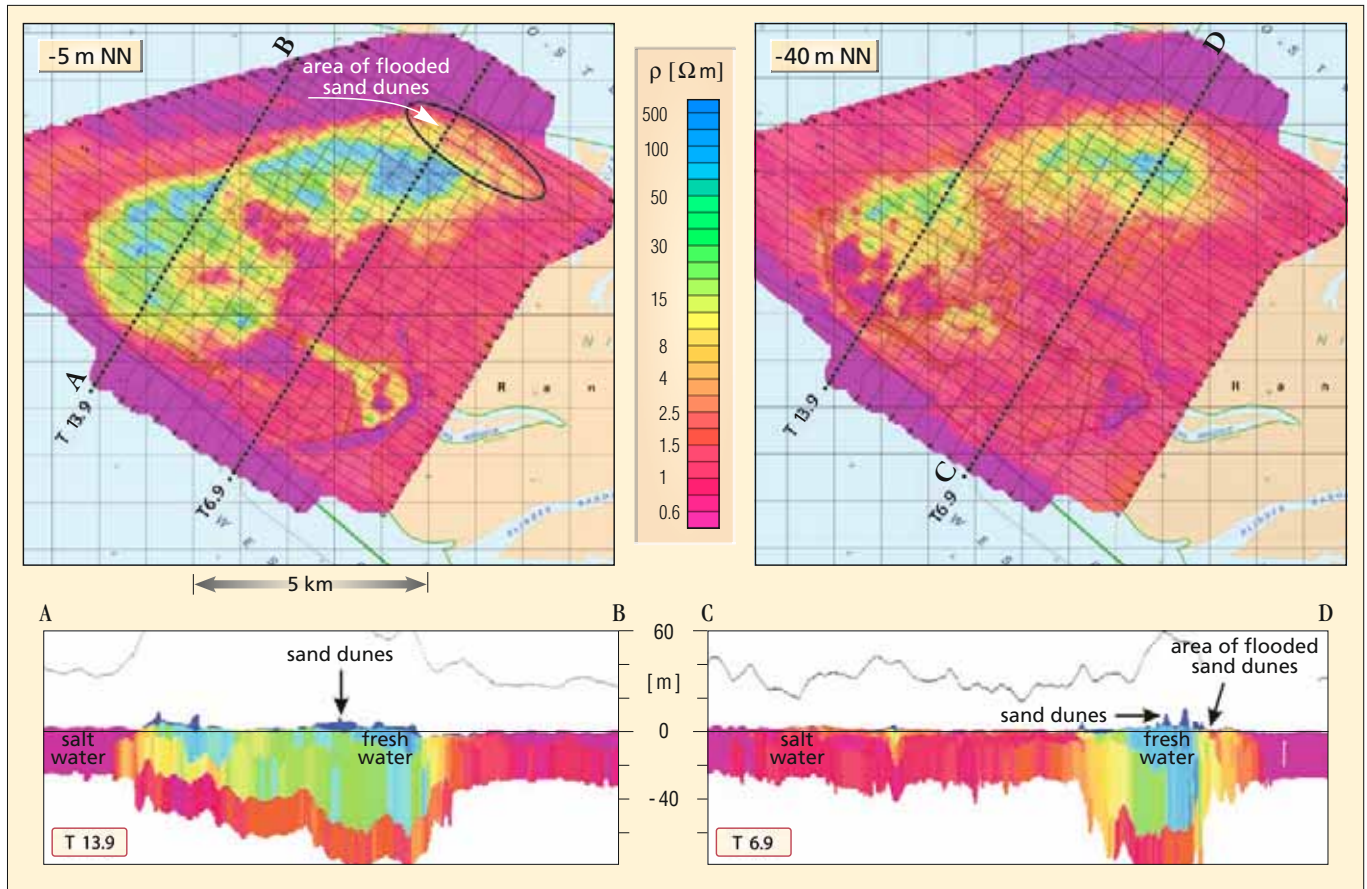 -5 m NN
B
area of flooded
sand dunes
A
T 13.9
T6.9
W E S
R a n
N I
O S T
ρ [Ω m]
500
100
50
30
15
8
4
2.5
1.5
1
0.6
-40 m NN
D
T 13.9
C
T6.9
W E S
R a n
N I
O S T
5 km
A
B
C
D
60
[m]
0
-40
sand dunes
salt
water
fresh
water
T 13.9
area of flooded
sand dunes
sand dunes
salt
water
fresh
water
T 6.9